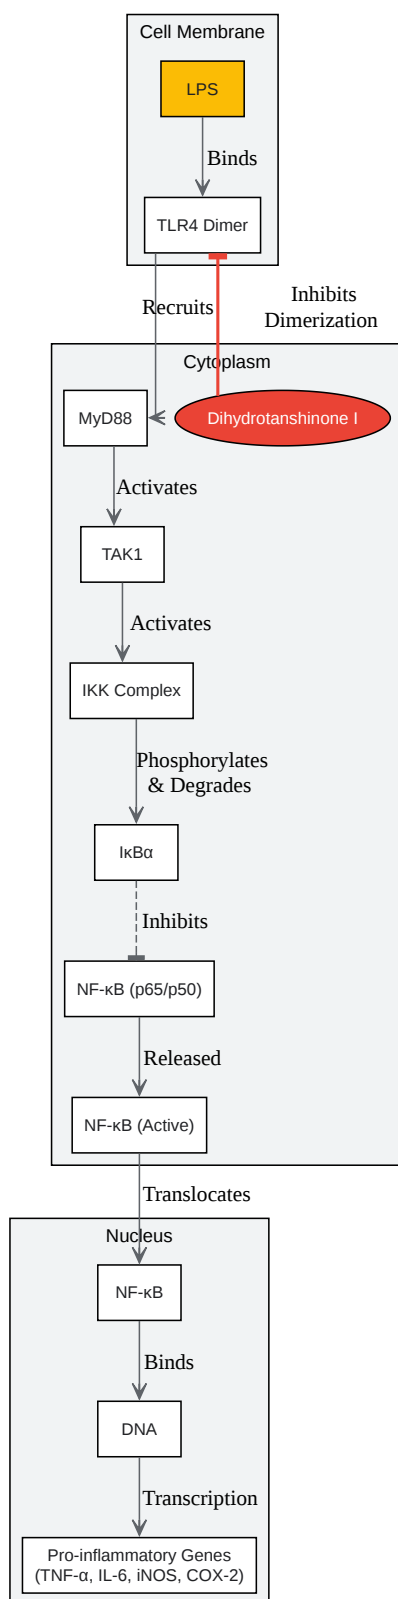 Cell Membrane
LPS
Binds
TLR4 Dimer
Recruits
Inhibits
Dimerization
Cytoplasm
MyD88
Dihydrotanshinone I
Activates
TAK1
Activates
IKK Complex
Phosphorylates
& Degrades
IκBα
Inhibits
NF-κB (p65/p50)
Released
NF-κB (Active)
Translocates
Nucleus
NF-κB
Binds
DNA
Transcription
Pro-inflammatory Genes
(TNF-α, IL-6, iNOS, COX-2)